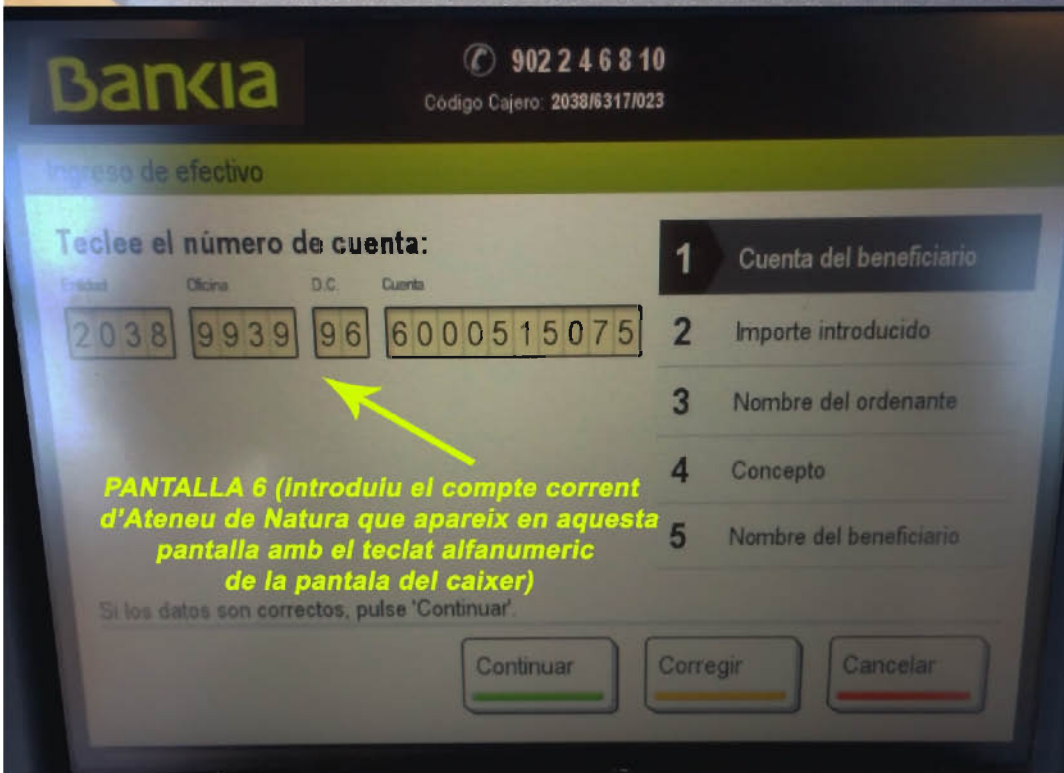 Bankia
902 2 4 6 8 10
Código Cajero: 2038/6317/023
Ingreso de efectivo
Teclee el número de cuenta:
Entidad Oficina D.C. Cuenta
2038 9939 96 6000515075
1 Cuenta del beneficiario
2 Importe introducido
3 Nombre del ordenante
4 Concepto
5 Nombre del beneficiario
PANTALLA 6 (introduiu el compte corrent
d'Ateneu de Natura que apareix en aquesta
pantalla amb el teclat alfanumeric
de la pantala del caixer)
Si los datos son correctos, pulse 'Continuar'.
Continuar
Corregir
Cancelar